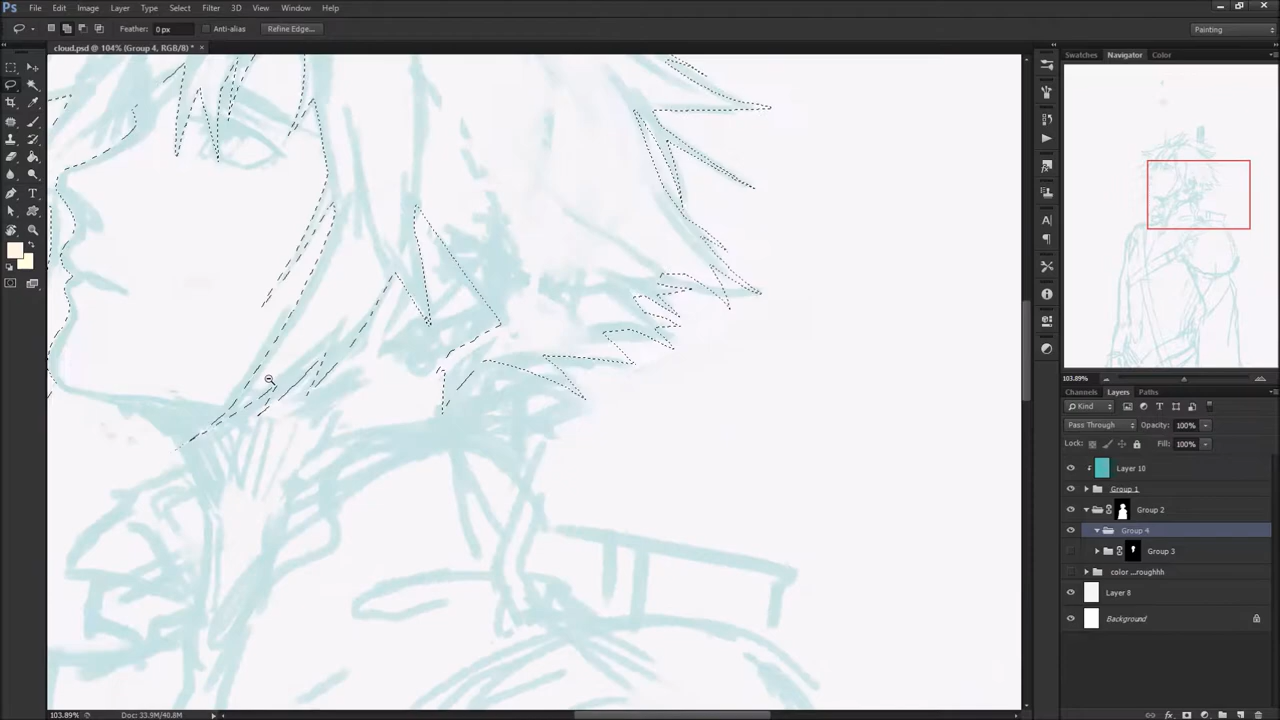 Ps File Edit Image Layer Type Select Filter 3D View Window Help
Feather: 0 px Anti-alias Refine Edge... Painting
cloud.psd @ 104% (Group 4, RGB/8) * ×
Swatches Navigator Color
103.89%
Channels Layers Paths
Kind
Pass Through Opacity: 100%
Lock: Fill: 100%
Layer 10
Group 1
Group 2
Group 4
Group 3
color ...roughhh
Layer 8
Background
103.89% Doc: 33.9M/40.8M